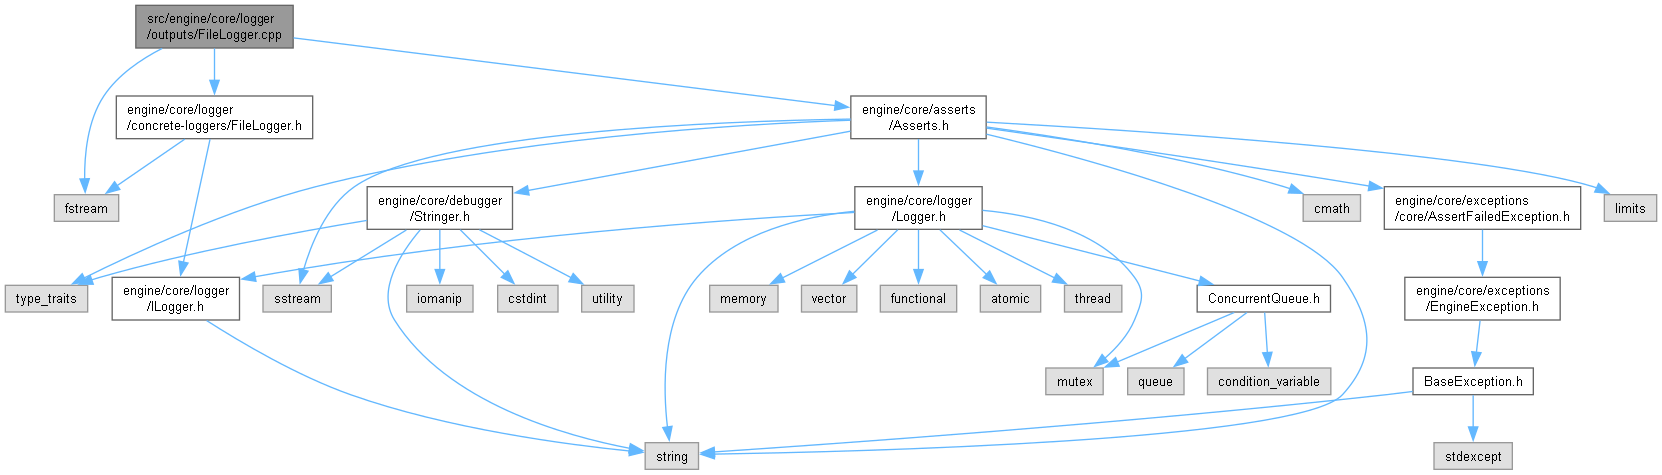 src/engine/core/logger
/outputs/FileLogger.cpp
engine/core/logger
/concrete-loggers/FileLogger.h
engine/core/asserts
/Asserts.h
fstream
engine/core/debugger
/Stringer.h
engine/core/logger
/Logger.h
cmath
engine/core/exceptions
/core/AssertFailedException.h
limits
type_traits
engine/core/logger
/ILogger.h
sstream
iomanip
cstdint
utility
memory
vector
functional
atomic
thread
ConcurrentQueue.h
engine/core/exceptions
/EngineException.h
mutex
queue
condition_variable
BaseException.h
string
stdexcept